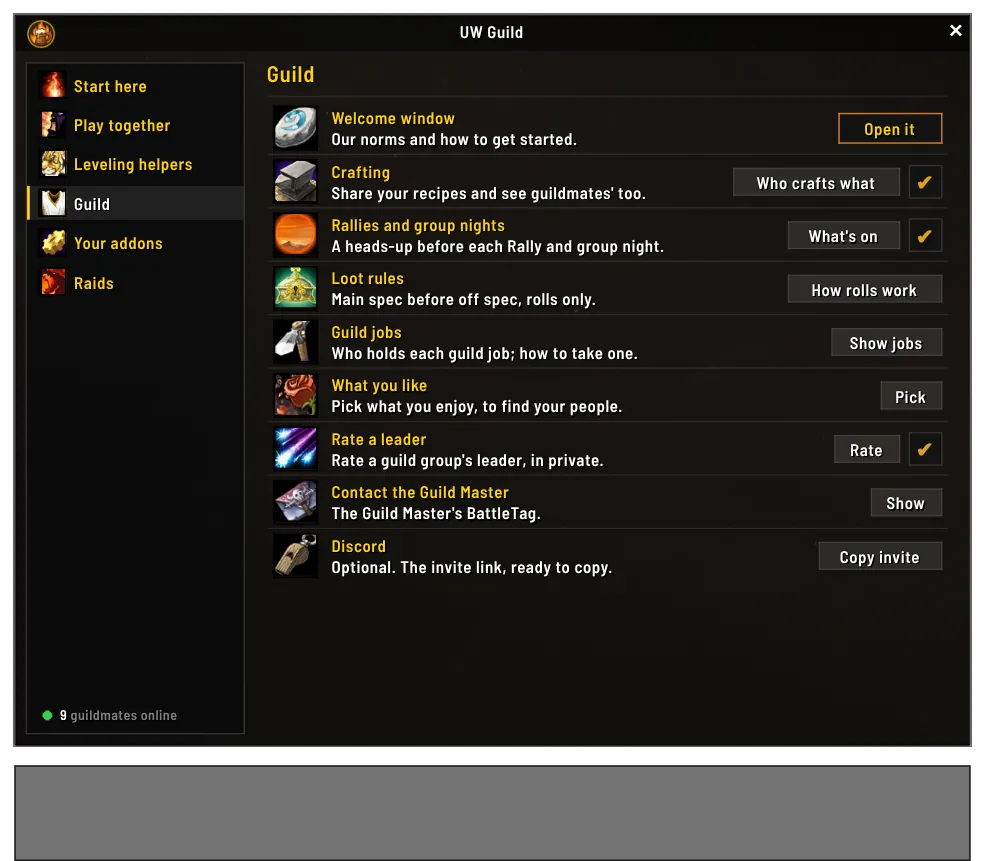 UW Guild
Start here
Play together
Leveling helpers
Guild
Your addons
Raids
9 guildmates online
Guild
Welcome window
Our norms and how to get started.
Open it
Crafting
Share your recipes and see guildmates' too.
Who crafts what
Rallies and group nights
A heads-up before each Rally and group night.
What's on
Loot rules
Main spec before off spec, rolls only.
How rolls work
Guild jobs
Who holds each guild job; how to take one.
Show jobs
What you like
Pick what you enjoy, to find your people.
Pick
Rate a leader
Rate a guild group's leader, in private.
Rate
Contact the Guild Master
The Guild Master's BattleTag.
Show
Discord
Optional. The invite link, ready to copy.
Copy invite